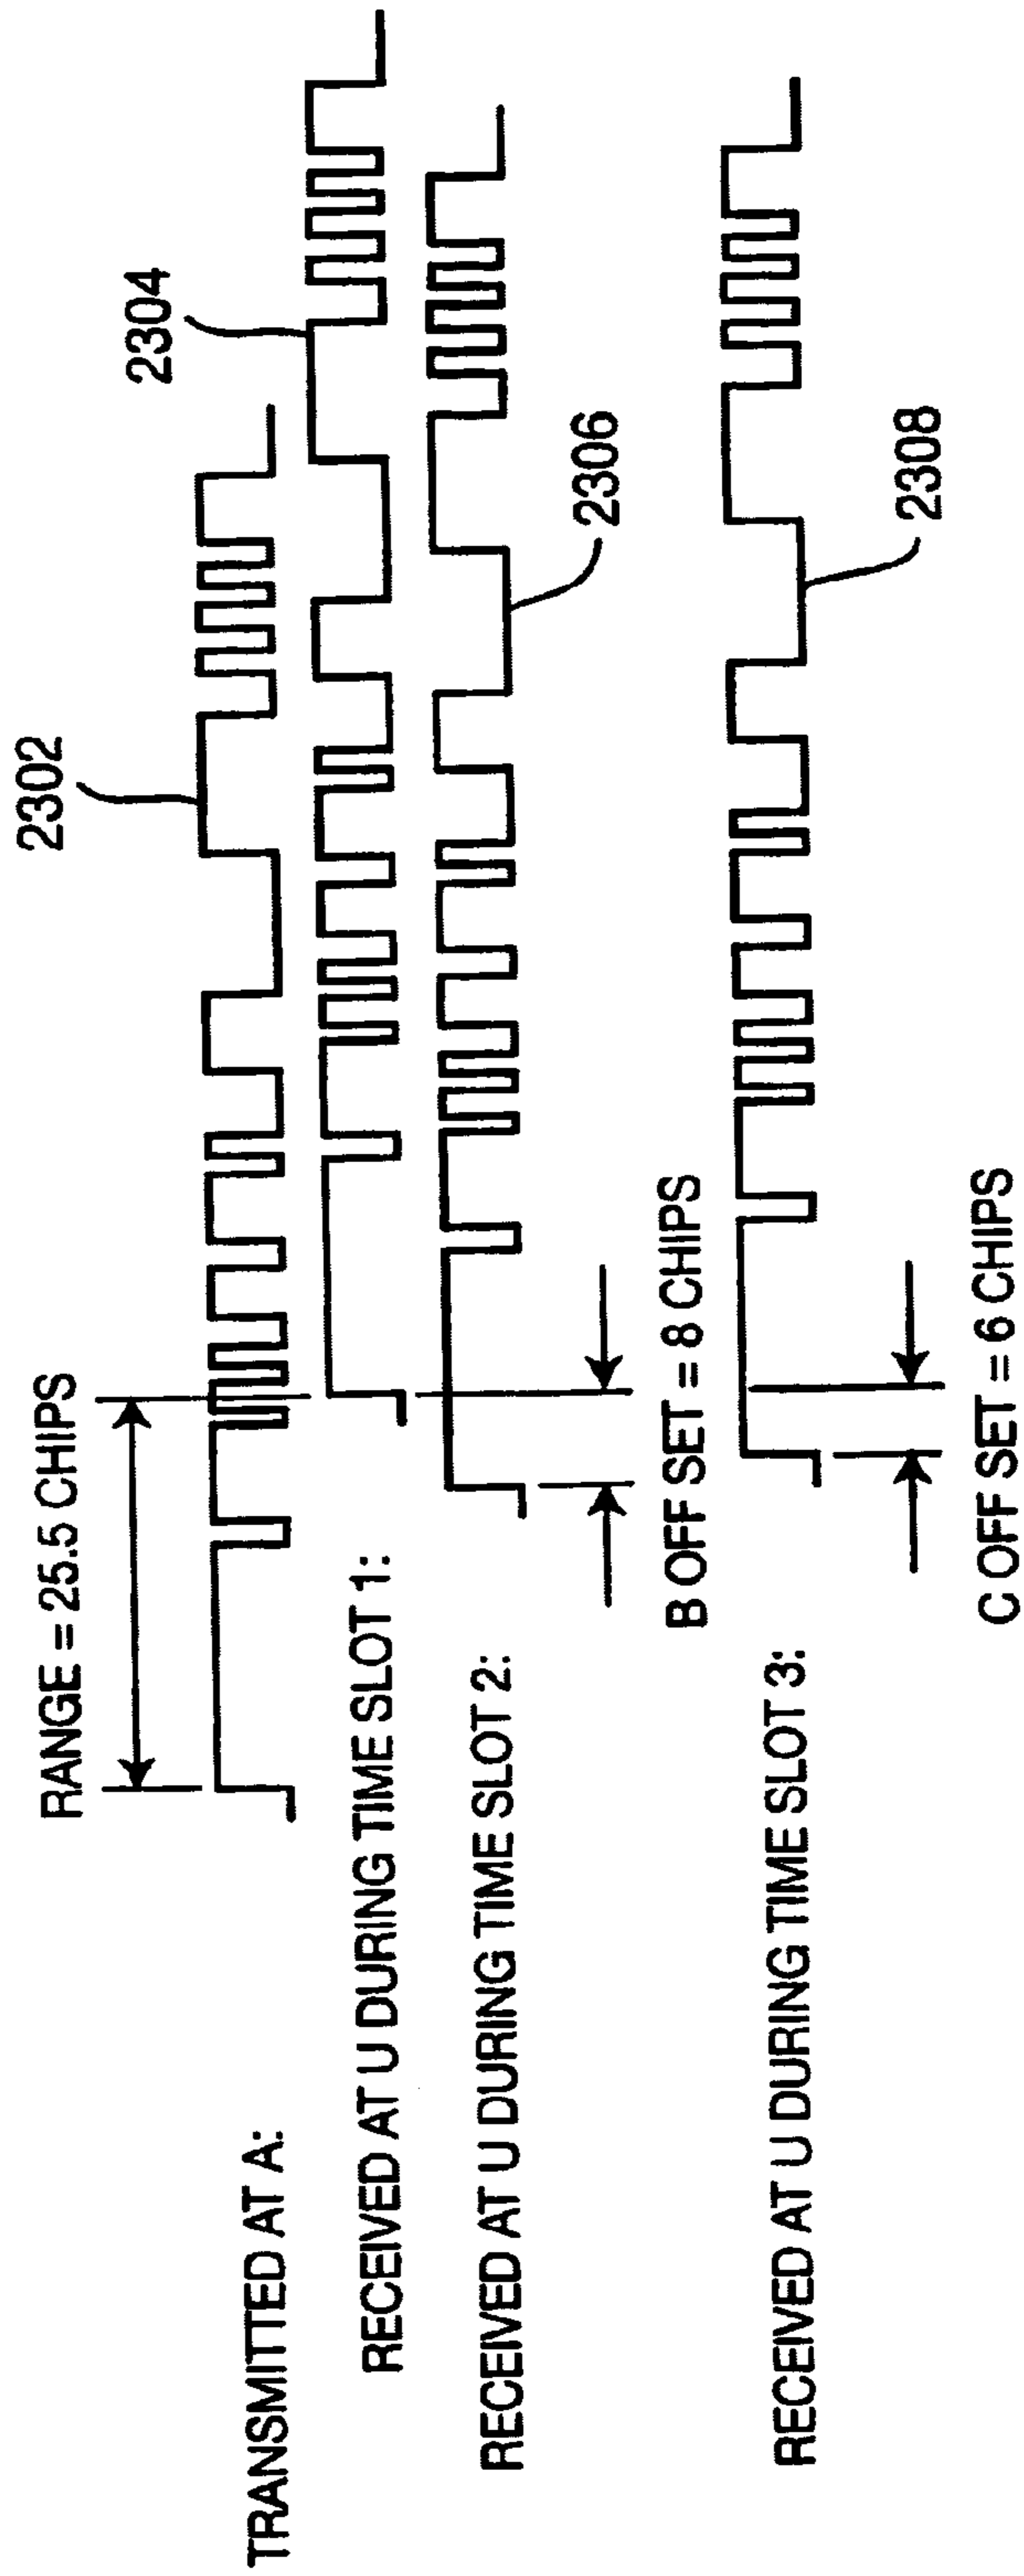 2302
2304
RANGE = 25.5 CHIPS
TRANSMITTED AT A:
RECEIVED AT U DURING TIME SLOT 1:
RECEIVED AT U DURING TIME SLOT 2:
2306
B OFF SET = 8 CHIPS
RECEIVED AT U DURING TIME SLOT 3:
2308
C OFF SET = 6 CHIPS